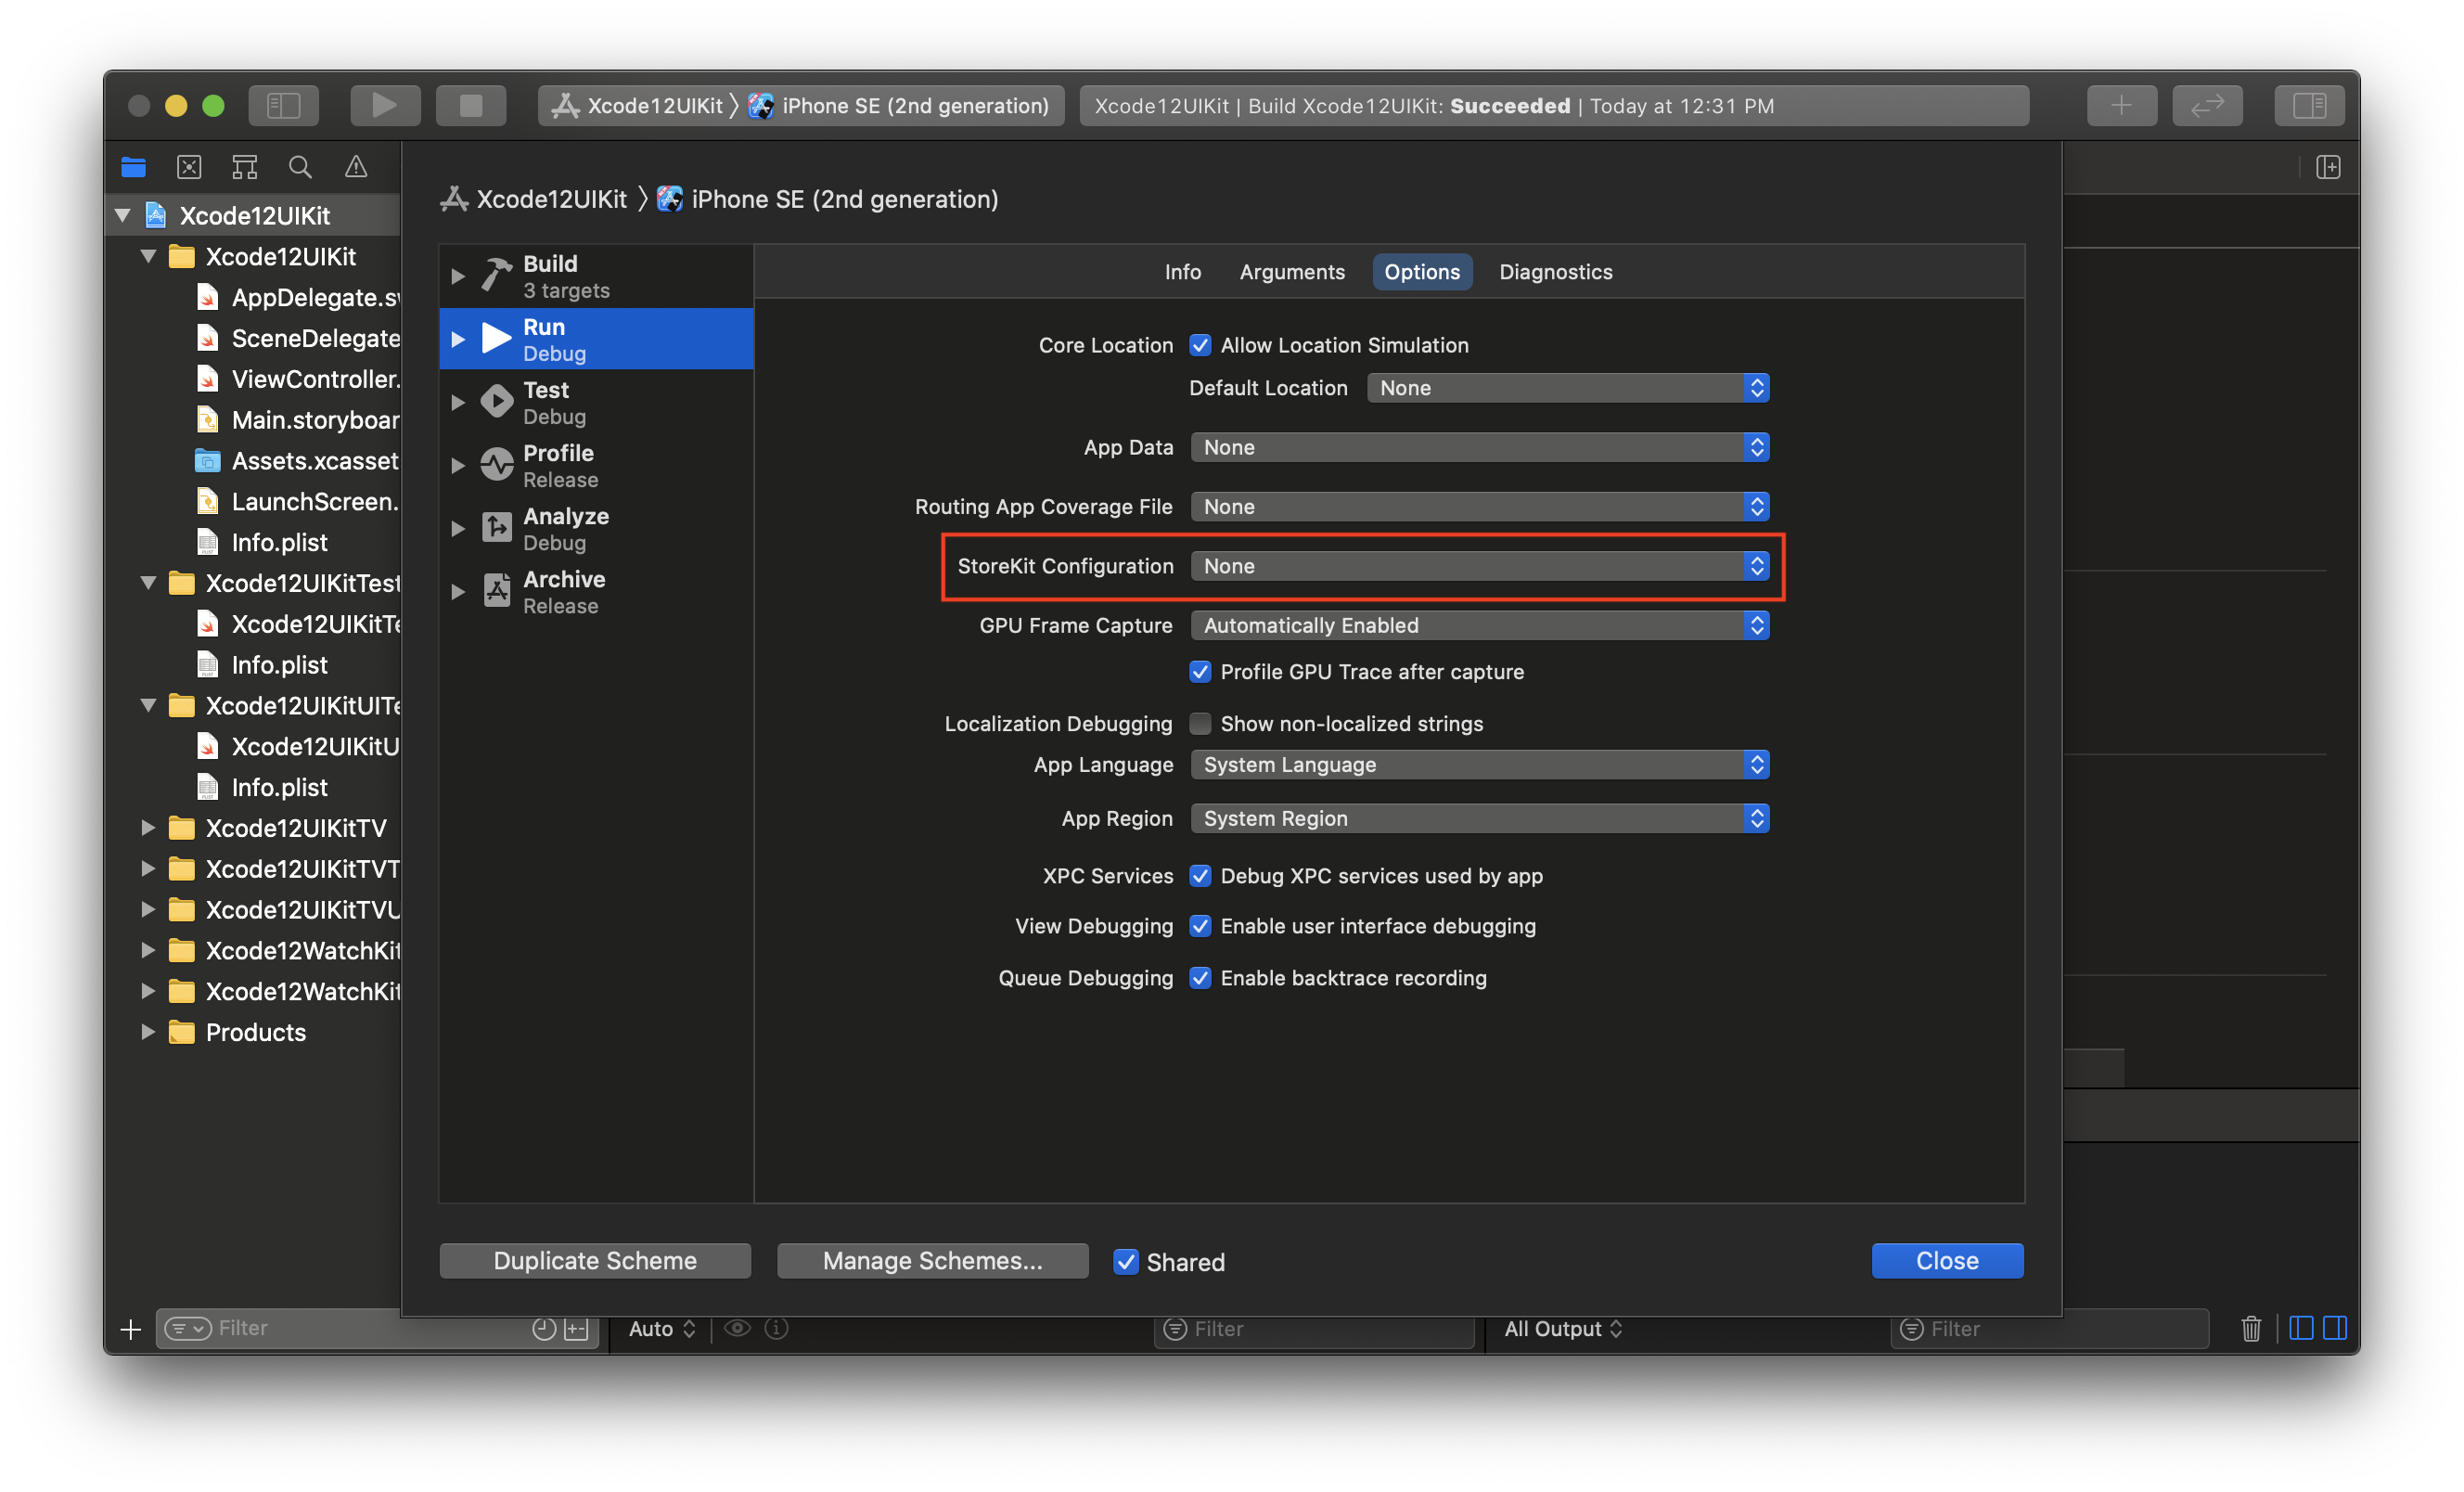 Xcode12UIKit 〉 iPhone SE (2nd generation)
Xcode12UIKit | Build Xcode12UIKit: Succeeded | Today at 12:31 PM
Xcode12UIKit
Xcode12UIKit
AppDelegate.sw
SceneDelegate
ViewController.
Main.storyboar
Assets.xcasset
LaunchScreen.
Info.plist
Xcode12UIKitTest
Xcode12UIKitTe
Info.plist
Xcode12UIKitUITe
Xcode12UIKitU
Info.plist
Xcode12UIKitTV
Xcode12UIKitTVT
Xcode12UIKitTVU
Xcode12WatchKit
Xcode12WatchKit
Products
Filter
Xcode12UIKit 〉 iPhone SE (2nd generation)
Build
3 targets
Run
Debug
Test
Debug
Profile
Release
Analyze
Debug
Archive
Release
Info Arguments Options Diagnostics
Core Location Allow Location Simulation
Default Location None
App Data None
Routing App Coverage File None
StoreKit Configuration None
GPU Frame Capture Automatically Enabled
Profile GPU Trace after capture
Localization Debugging Show non-localized strings
App Language System Language
App Region System Region
XPC Services Debug XPC services used by app
View Debugging Enable user interface debugging
Queue Debugging Enable backtrace recording
Duplicate Scheme Manage Schemes... Shared Close
Auto Filter All Output Filter